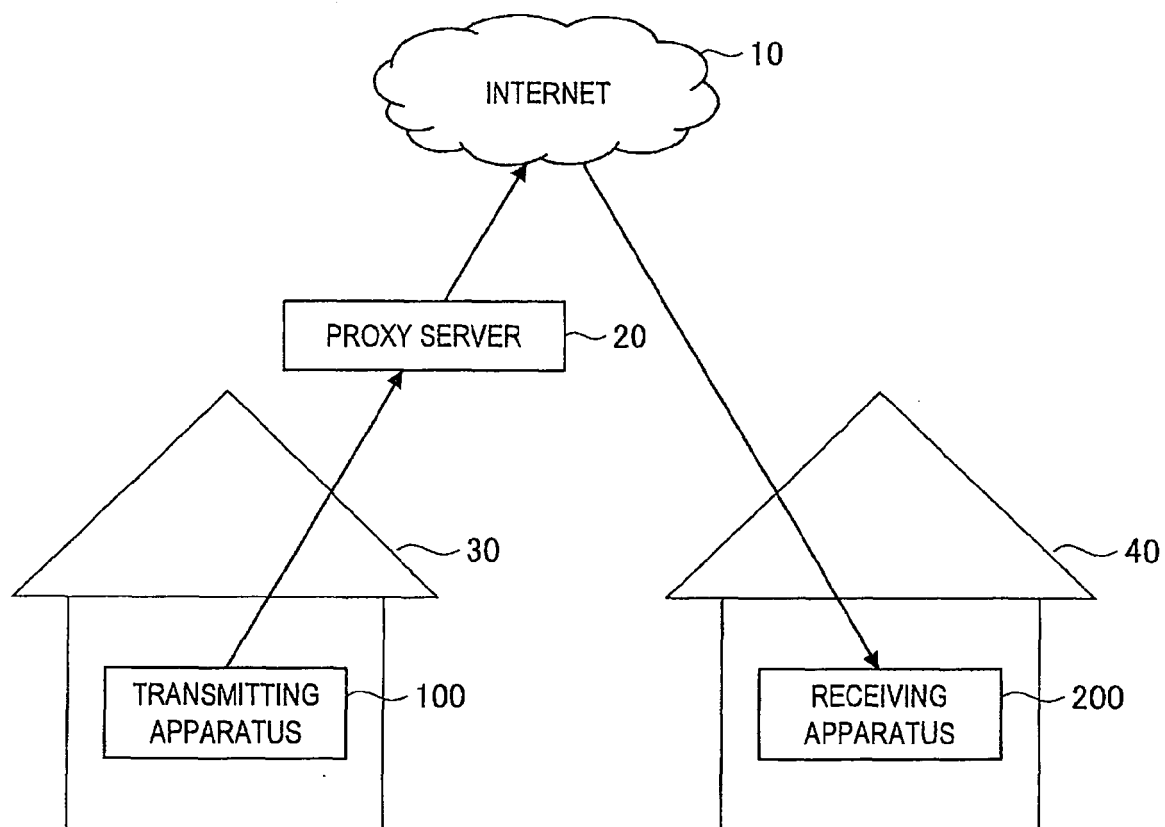 10
INTERNET
PROXY SERVER
20
30
40
TRANSMITTING
APPARATUS
100
RECEIVING
APPARATUS
200